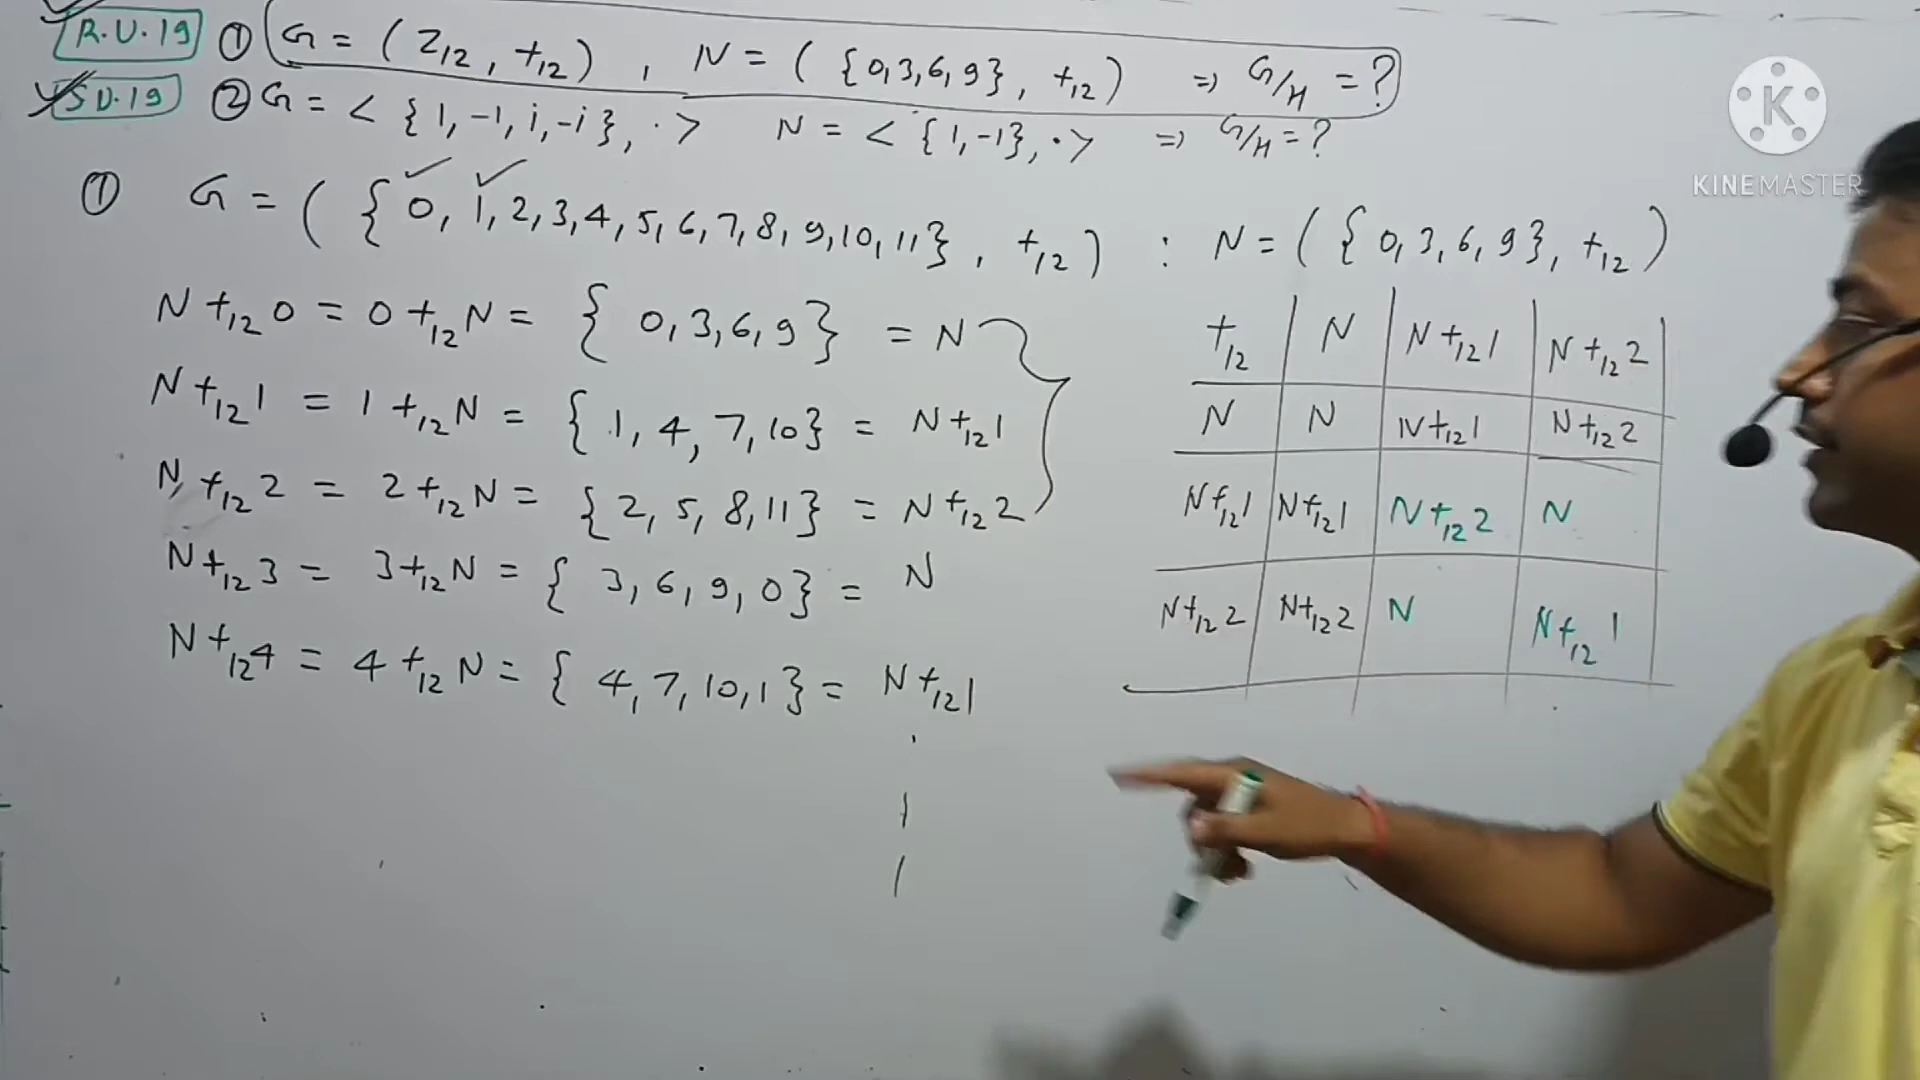 R.U.19 ① G = (Z₁₂, +₁₂), N = ({0,3,6,9}, +₁₂) ⇒ G/H = ?
S.U.19 ② G = < {1, -1, i, -i}, · > N = < {1, -1}, · > ⇒ G/H = ?
KINEMASTER
① G = ({0, 1, 2, 3, 4, 5, 6, 7, 8, 9, 10, 11}, +₁₂) : N = ({0, 3, 6, 9}, +₁₂)
N +₁₂ 0 = 0 +₁₂ N = {0, 3, 6, 9} = N
N +₁₂ 1 = 1 +₁₂ N = {1, 4, 7, 10} = N +₁₂ 1
N +₁₂ 2 = 2 +₁₂ N = {2, 5, 8, 11} = N +₁₂ 2
N +₁₂ 3 = 3 +₁₂ N = {3, 6, 9, 0} = N
N +₁₂ 4 = 4 +₁₂ N = {4, 7, 10, 1} = N +₁₂ 1
+₁₂ | N | N +₁₂ 1 | N +₁₂ 2
N | N | N +₁₂ 1 | N +₁₂ 2
N +₁₂ 1 | N +₁₂ 1 | N +₁₂ 2 | N
N +₁₂ 2 | N +₁₂ 2 | N | N +₁₂ 1